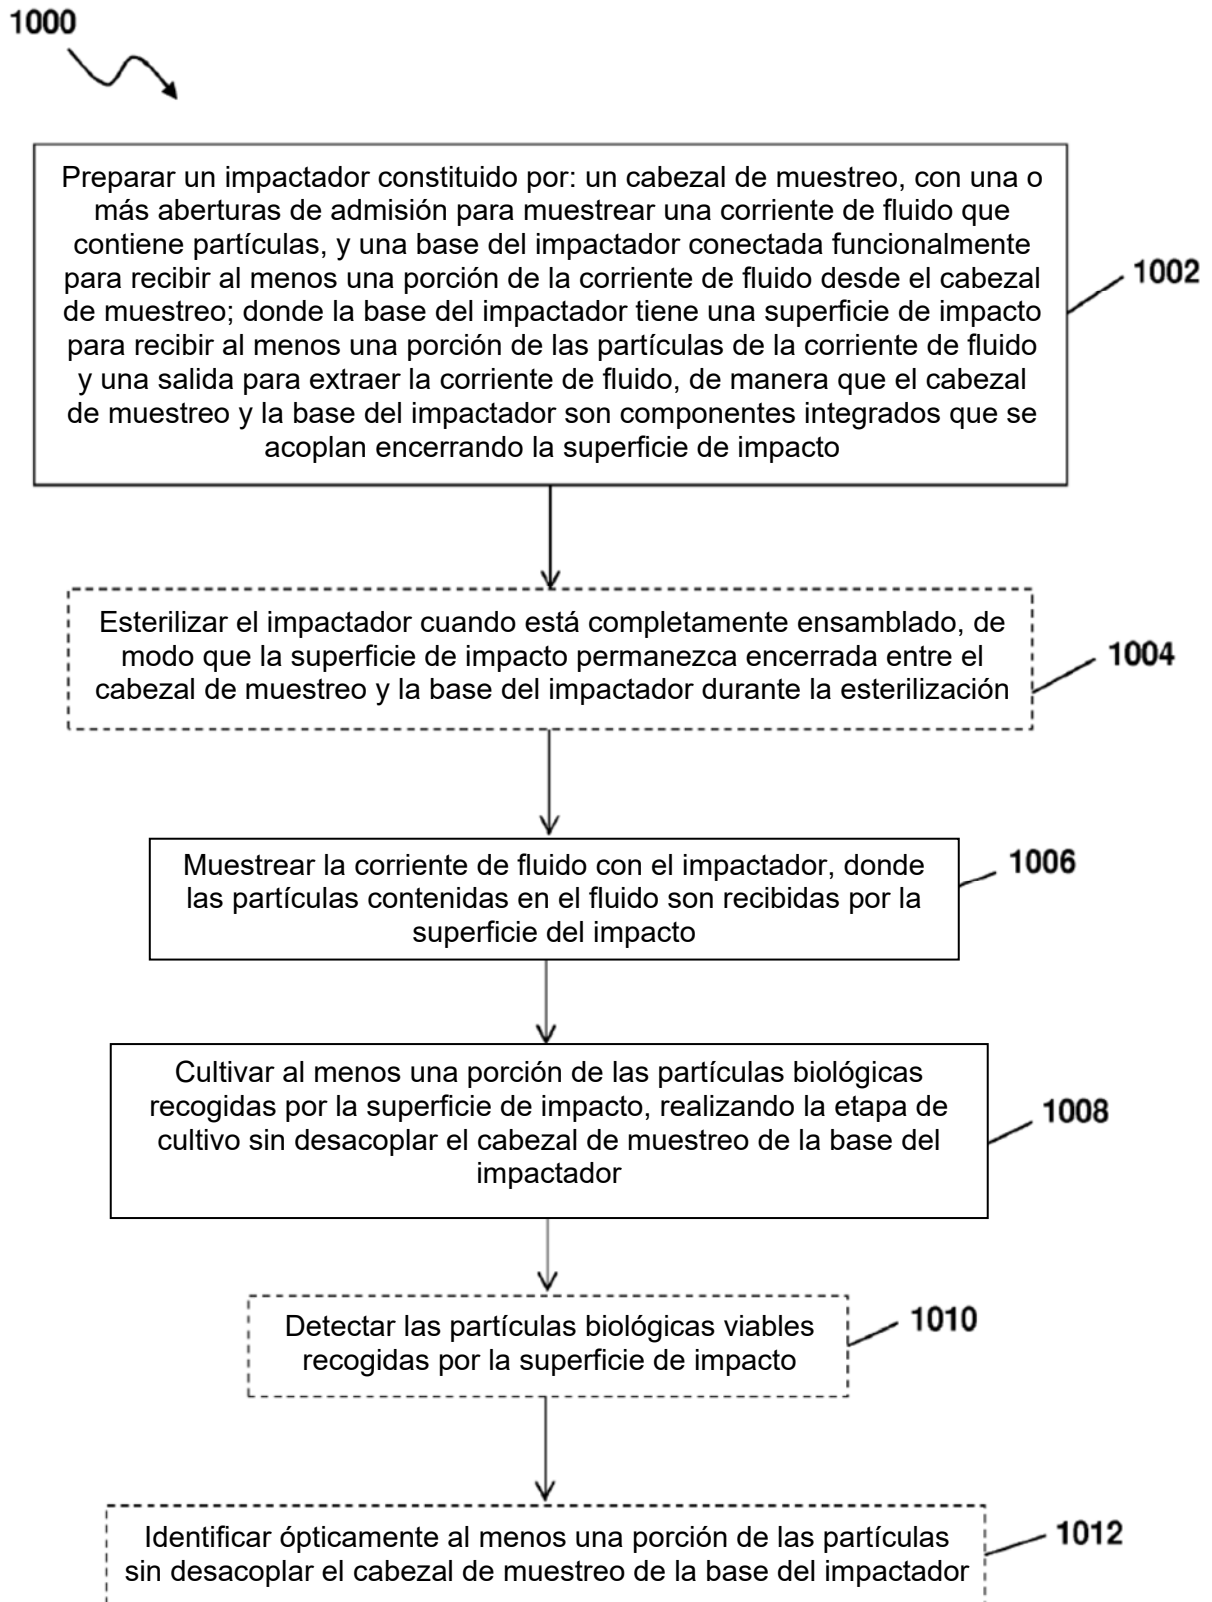 1000
Preparar un impactador constituido por: un cabezal de muestreo, con una o
más aberturas de admisión para muestrear una corriente de fluido que
contiene partículas, y una base del impactador conectada funcionalmente
para recibir al menos una porción de la corriente de fluido desde el cabezal
de muestreo; donde la base del impactador tiene una superficie de impacto
para recibir al menos una porción de las partículas de la corriente de fluido
y una salida para extraer la corriente de fluido, de manera que el cabezal
de muestreo y la base del impactador son componentes integrados que se
acoplan encerrando la superficie de impacto
1002
Esterilizar el impactador cuando está completamente ensamblado, de
modo que la superficie de impacto permanezca encerrada entre el
cabezal de muestreo y la base del impactador durante la esterilización
1004
Muestrear la corriente de fluido con el impactador, donde
las partículas contenidas en el fluido son recibidas por la
superficie del impacto
1006
Cultivar al menos una porción de las partículas biológicas
recogidas por la superficie de impacto, realizando la etapa de
cultivo sin desacoplar el cabezal de muestreo de la base del
impactador
1008
Detectar las partículas biológicas viables
recogidas por la superficie de impacto
1010
Identificar ópticamente al menos una porción de las partículas
sin desacoplar el cabezal de muestreo de la base del impactador
1012